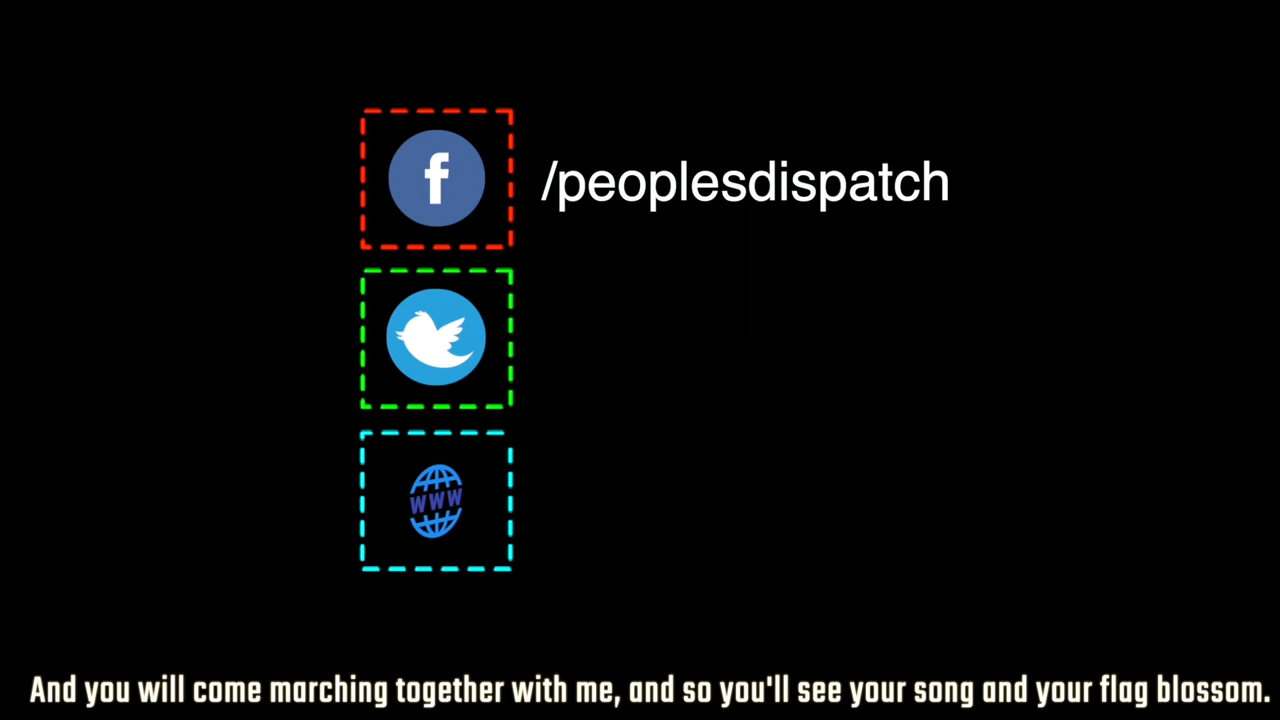 f
/peoplesdispatch
WWW
And you will come marching together with me, and so you'll see your song and your flag blossom.